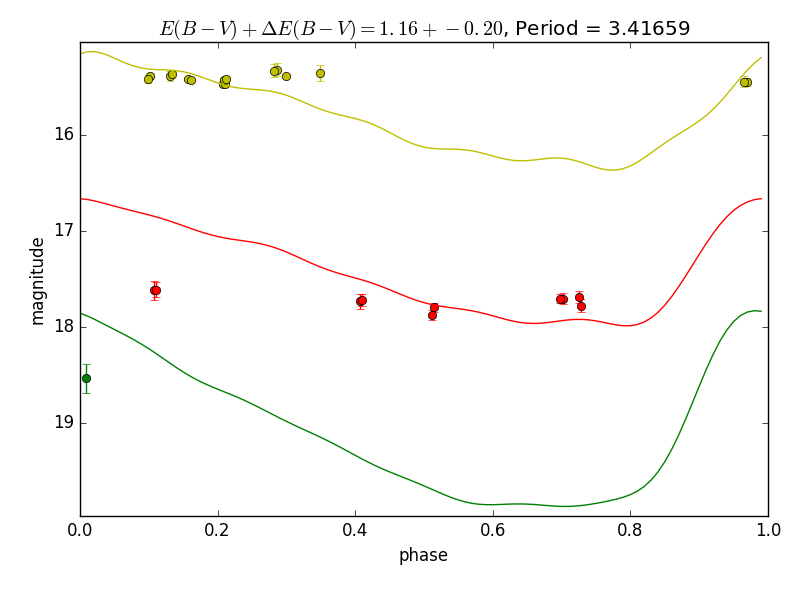 E(B − V) + ΔE(B − V) = 1.16 + −0.20, Period = 3.41659
16
17
18
19
magnitude
0.0 0.2 0.4 0.6 0.8 1.0
phase